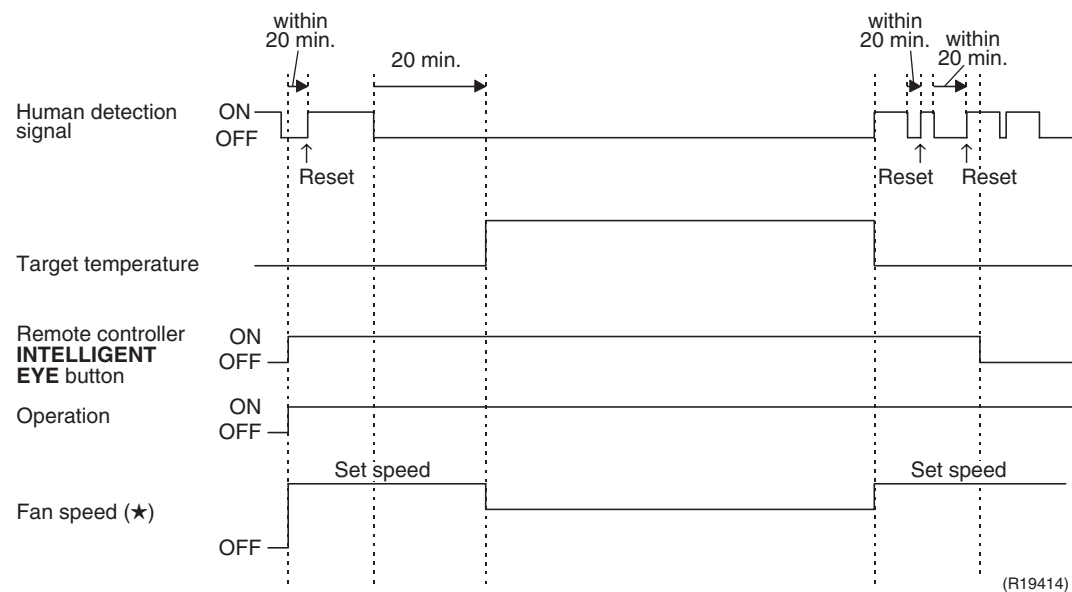 within
20 min.
20 min.
within
20 min.
within
20 min.
Human detection
signal
ON
OFF
Reset
Reset
Reset
Target temperature
Remote controller
INTELLIGENT
EYE button
ON
OFF
Operation
ON
OFF
Set speed
Set speed
Fan speed (★)
OFF
(R19414)